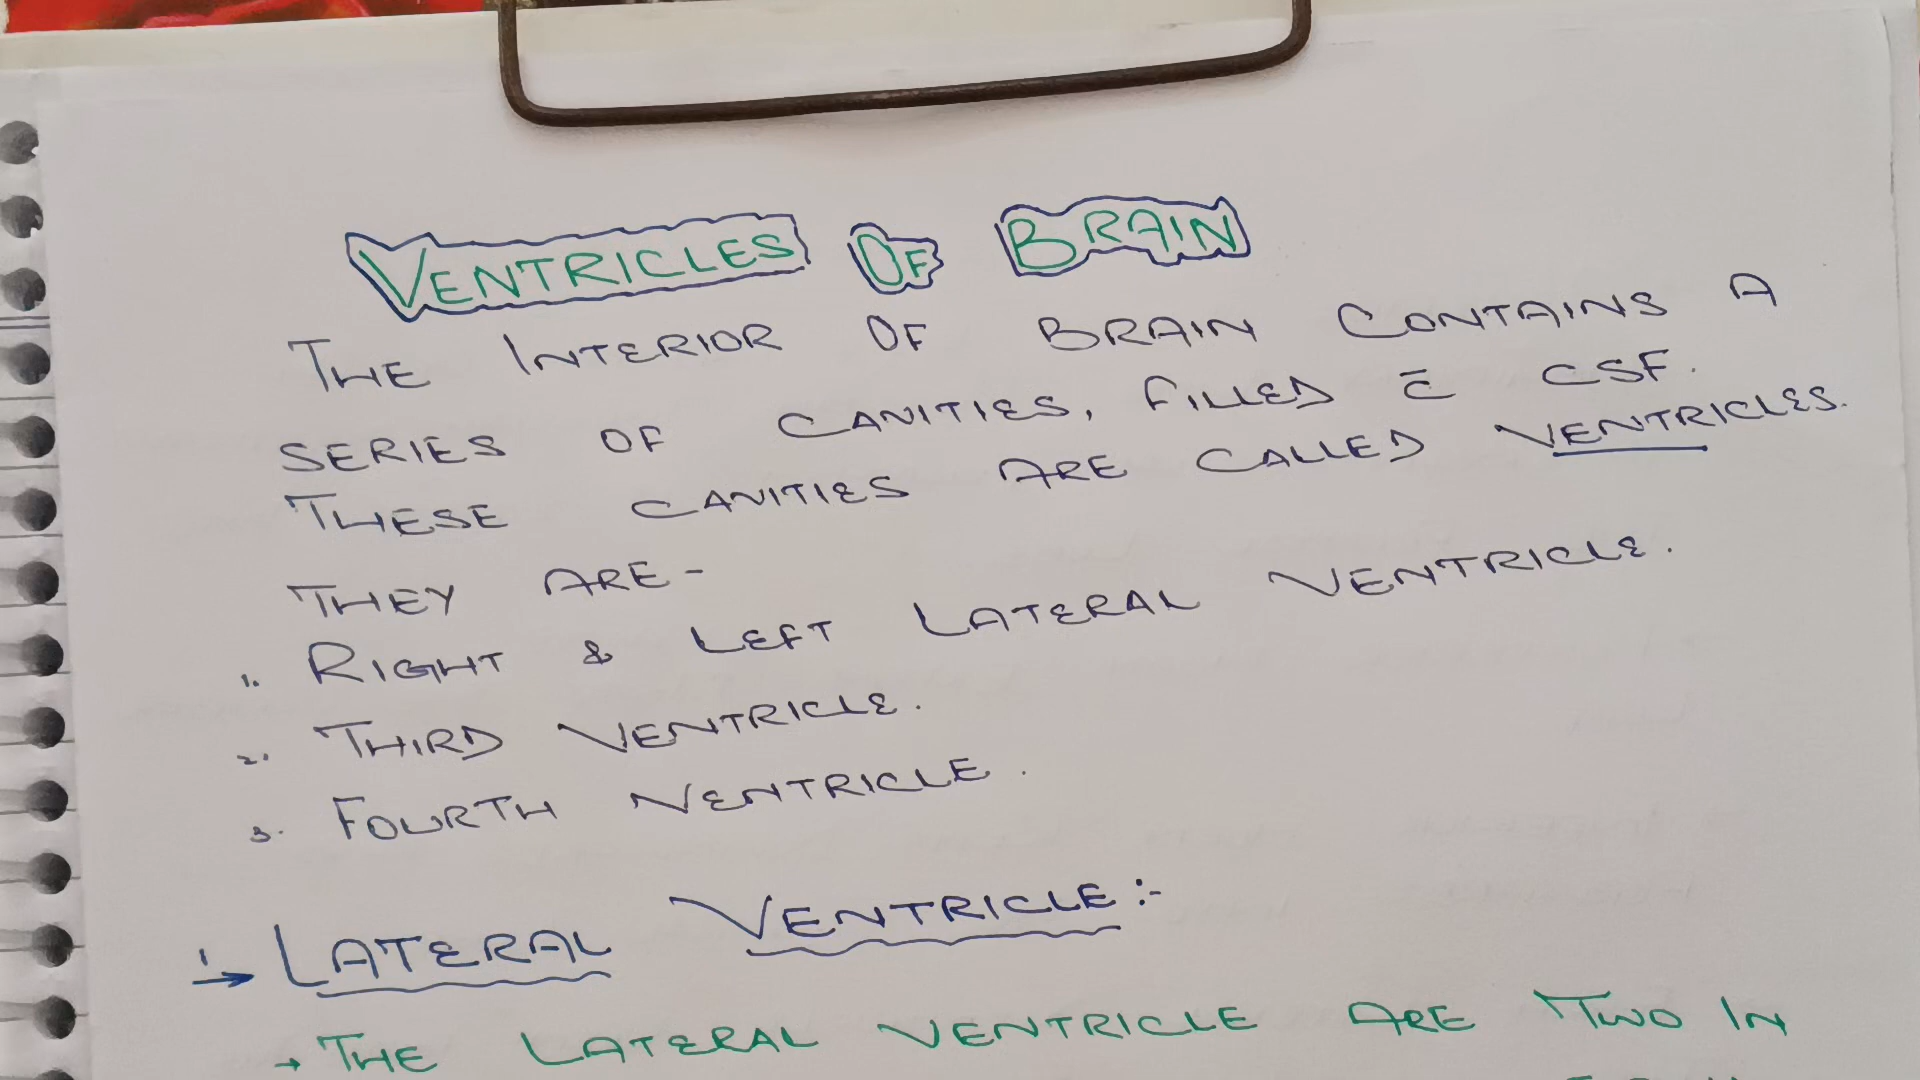 VENTRICLES OF BRAIN
THE INTERIOR OF BRAIN CONTAINS A
SERIES OF CAVITIES, FILLED c̄ CSF.
THESE CAVITIES ARE CALLED VENTRICLES.
THEY ARE -
1. RIGHT & LEFT LATERAL VENTRICLE.
2. THIRD VENTRICLE.
3. FOURTH VENTRICLE.
1→ LATERAL VENTRICLE :-
→ THE LATERAL VENTRICLE ARE TWO IN